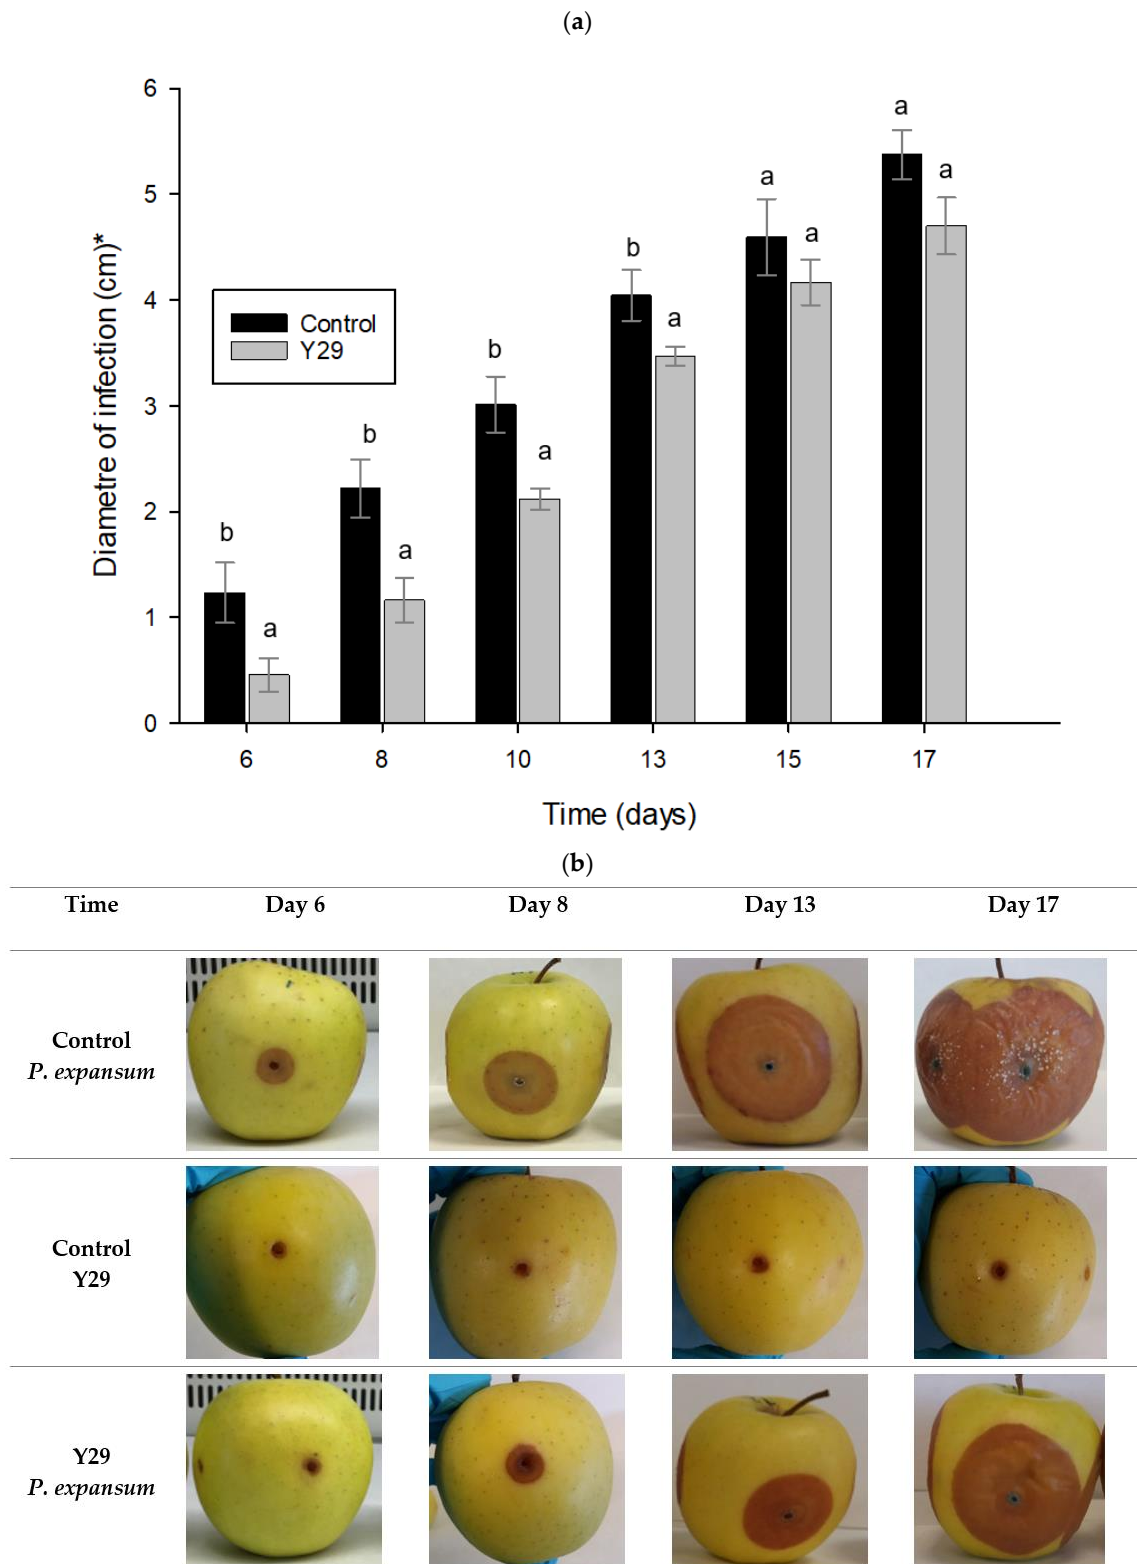 (a)
6
5
4
3
2
1
0
Diametre of infection (cm)*
Control
Y29
b
a
b
a
b
a
b
a
a
a
a
a
6 8 10 13 15 17
Time (days)
(b)
Time Day 6 Day 8 Day 13 Day 17
Control
P. expansum
Control
Y29
Y29
P. expansum